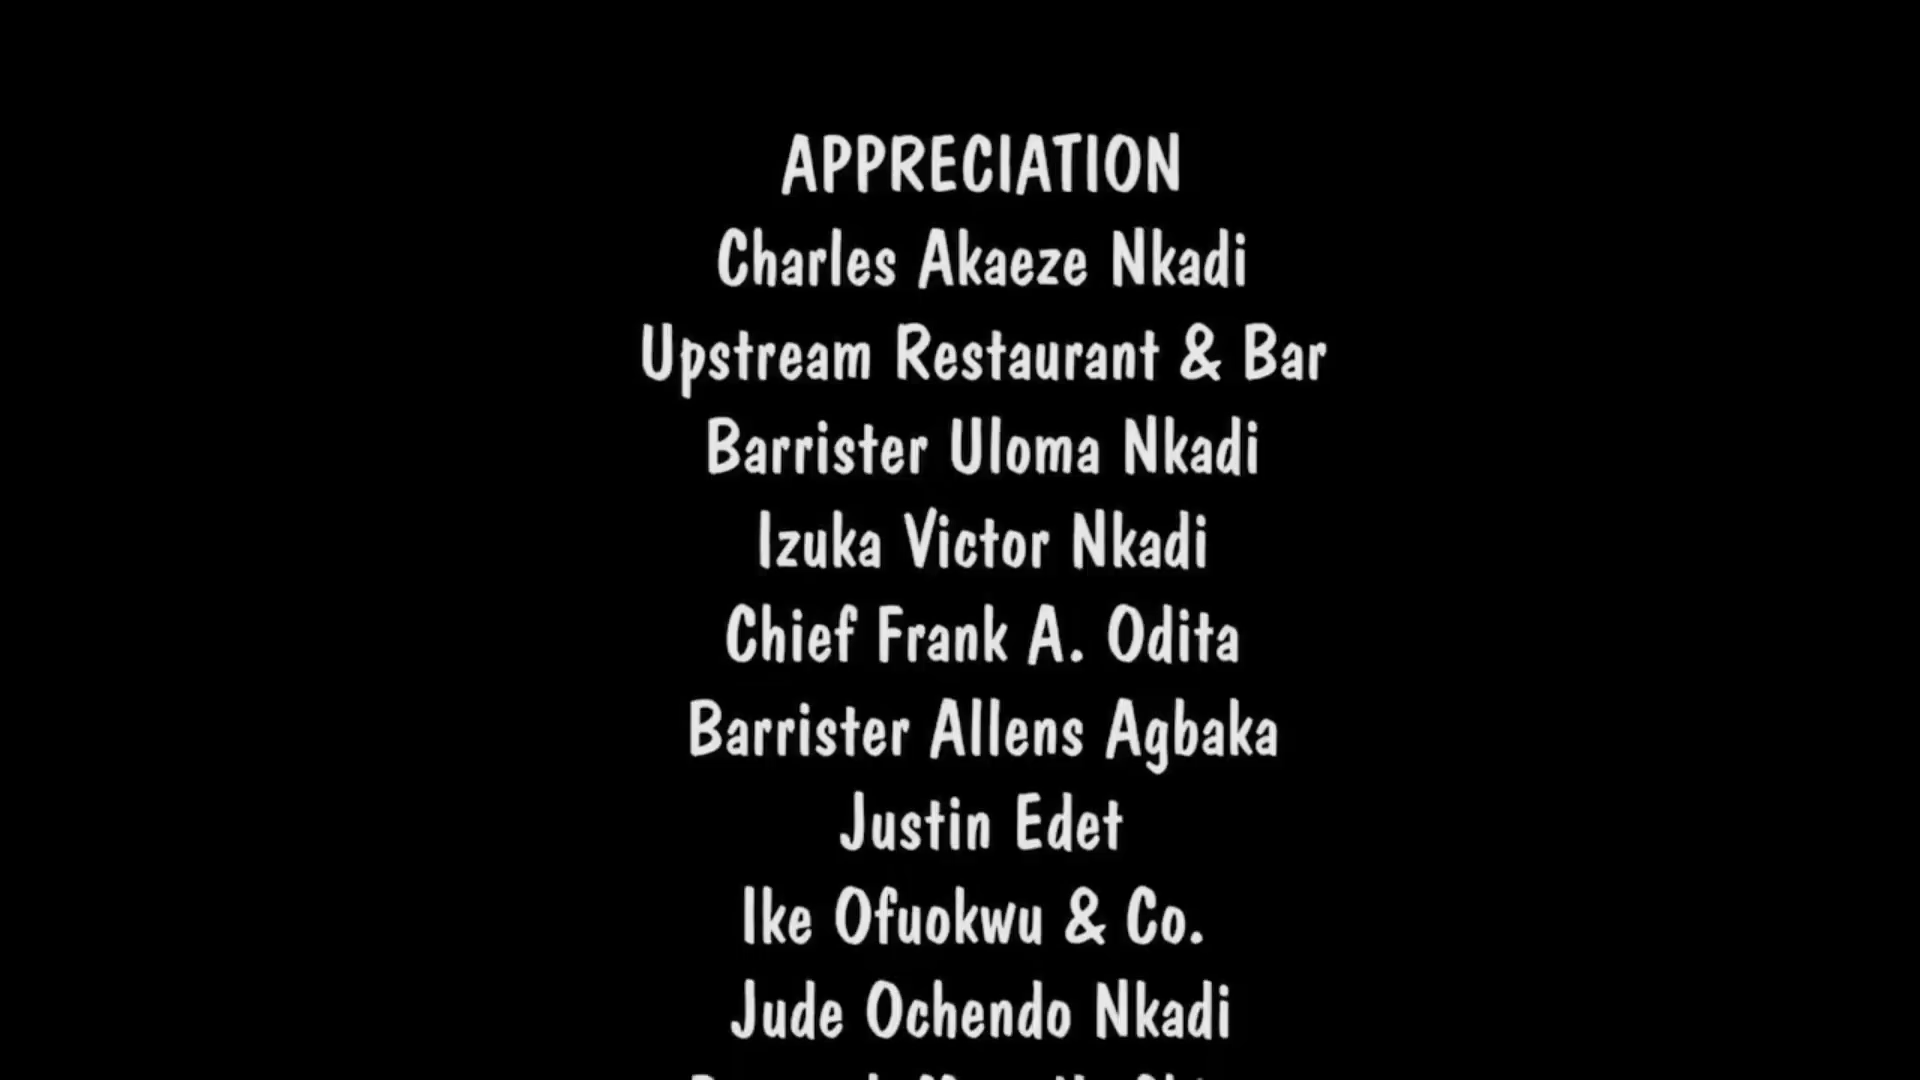 APPRECIATION
Charles Akaeze Nkadi
Upstream Restaurant & Bar
Barrister Uloma Nkadi
Izuka Victor Nkadi
Chief Frank A. Odita
Barrister Allens Agbaka
Justin Edet
Ike Ofuokwu & Co.
Jude Ochendo Nkadi